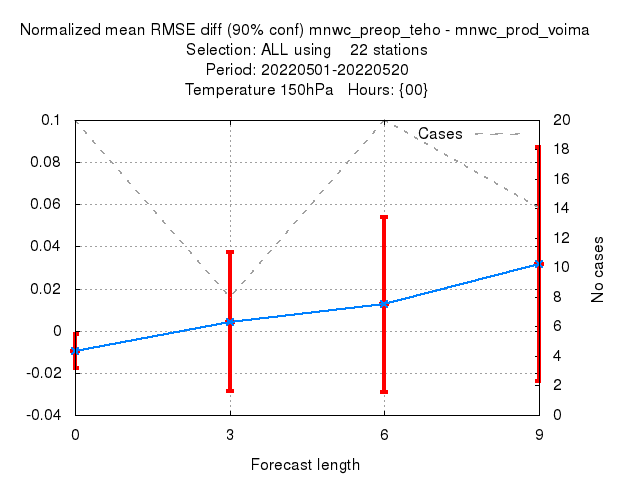 Normalized mean RMSE diff (90% conf) mnwc_preop_teho - mnwc_prod_voima
Selection: ALL using    22 stations
Period: 20220501-20220520
Temperature 150hPa   Hours: {00}
0.1
0.08
0.06
0.04
0.02
0
-0.02
-0.04
Cases
20
18
16
14
12
10
8
6
4
2
0
No cases
0 3 6 9
Forecast length